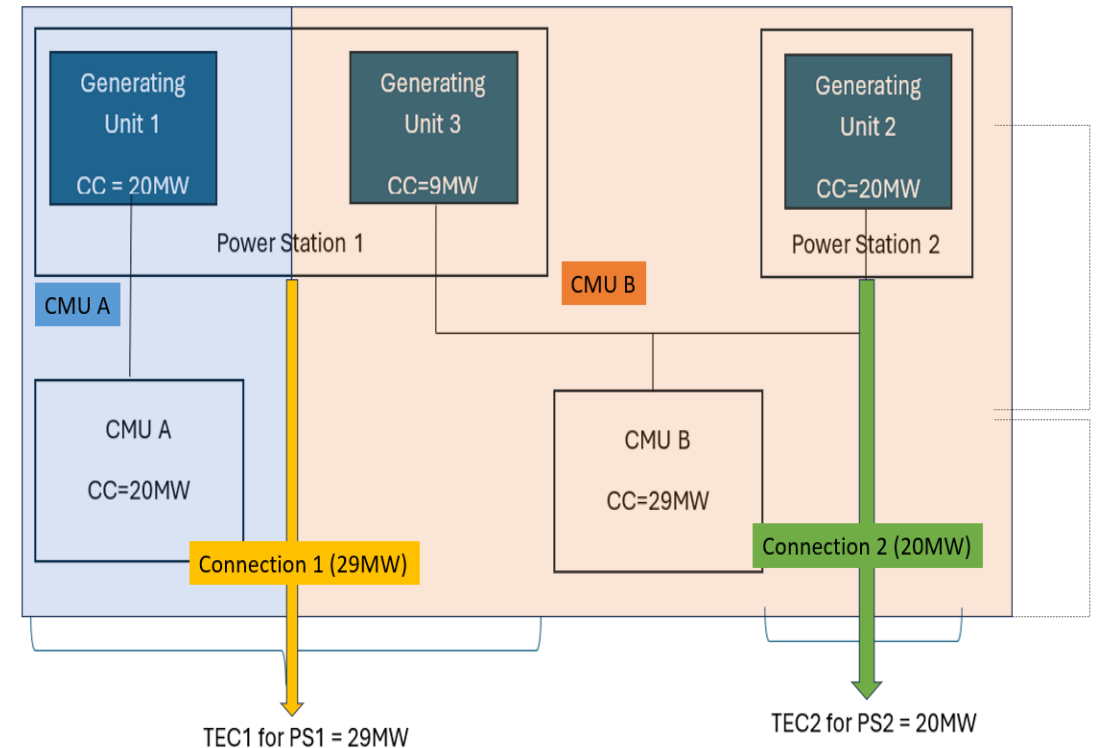 Generating
Unit 1
CC = 20MW
Generating
Unit 3
CC=9MW
Generating
Unit 2
CC=20MW
Power Station 1
Power Station 2
CMU A
CMU B
CMU A
CC=20MW
CMU B
CC=29MW
Connection 1 (29MW)
Connection 2 (20MW)
TEC1 for PS1 = 29MW
TEC2 for PS2 = 20MW